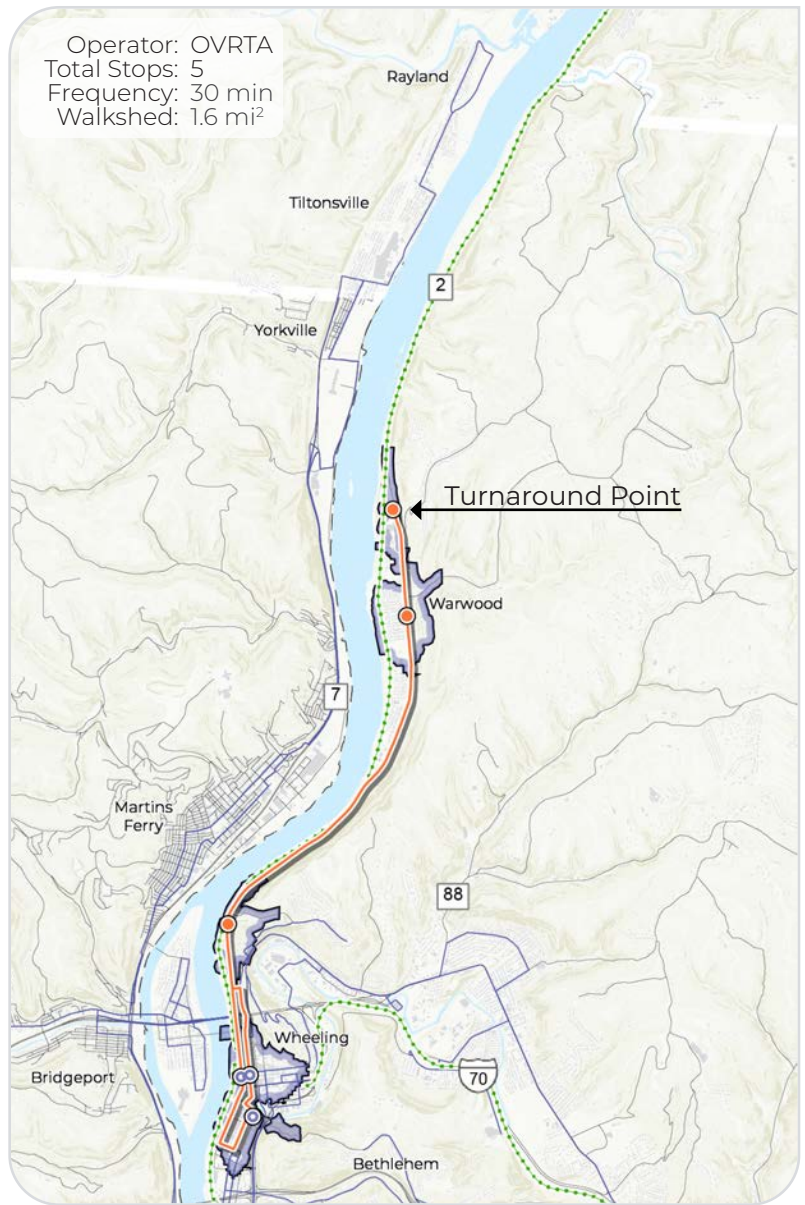 Operator: OVRTA
Total Stops: 5
Frequency: 30 min
Walkshed: 1.6 mi²
Rayland
Tiltonsville
2
Yorkville
Turnaround Point
Warwood
7
Martins
Ferry
88
Wheeling
Bridgeport
70
Bethlehem